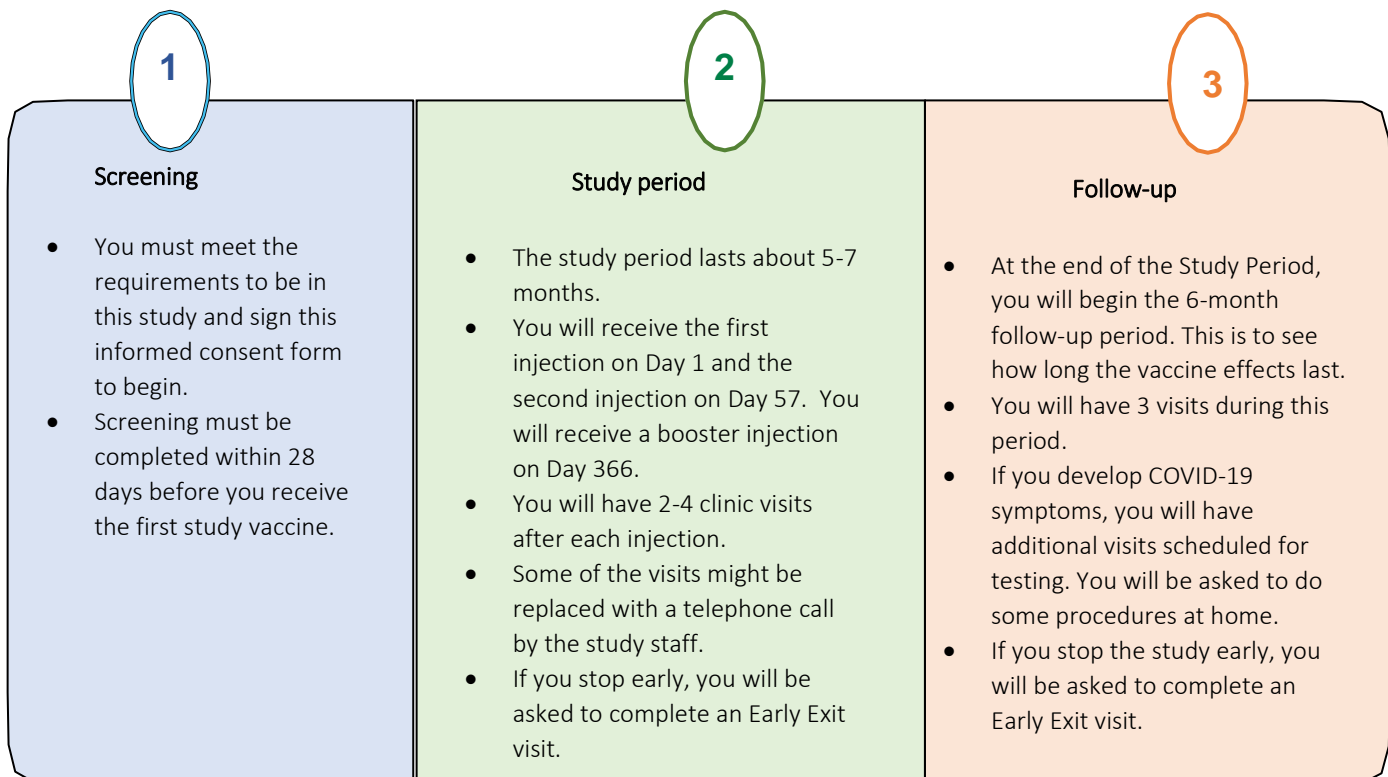 1
Screening
• You must meet the
requirements to be in
this study and sign this
informed consent form
to begin.
• Screening must be
completed within 28
days before you receive
the first study vaccine.
2
Study period
• The study period lasts about 5-7
months.
• You will receive the first
injection on Day 1 and the
second injection on Day 57.  You
will receive a booster injection
on Day 366.
• You will have 2-4 clinic visits
after each injection.
• Some of the visits might be
replaced with a telephone call
by the study staff.
• If you stop early, you will be
asked to complete an Early Exit
visit.
3
Follow-up
• At the end of the Study Period,
you will begin the 6-month
follow-up period. This is to see
how long the vaccine effects last.
• You will have 3 visits during this
period.
• If you develop COVID-19
symptoms, you will have
additional visits scheduled for
testing. You will be asked to do
some procedures at home.
• If you stop the study early, you
will be asked to complete an
Early Exit visit.